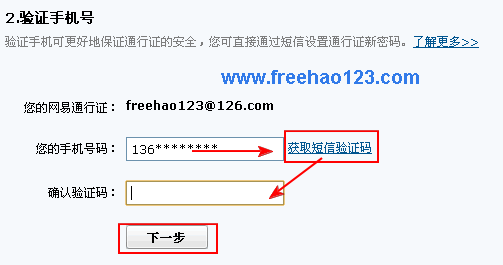 2.验证手机号
验证手机可更好地保证通行证的安全，您可直接通过短信设置通行证新密码。了解更多>>
www.freehao123.com
您的网易通行证： freehao123@126.com
您的手机号码： 136******** 获取短信验证码
确认验证码：
下一步